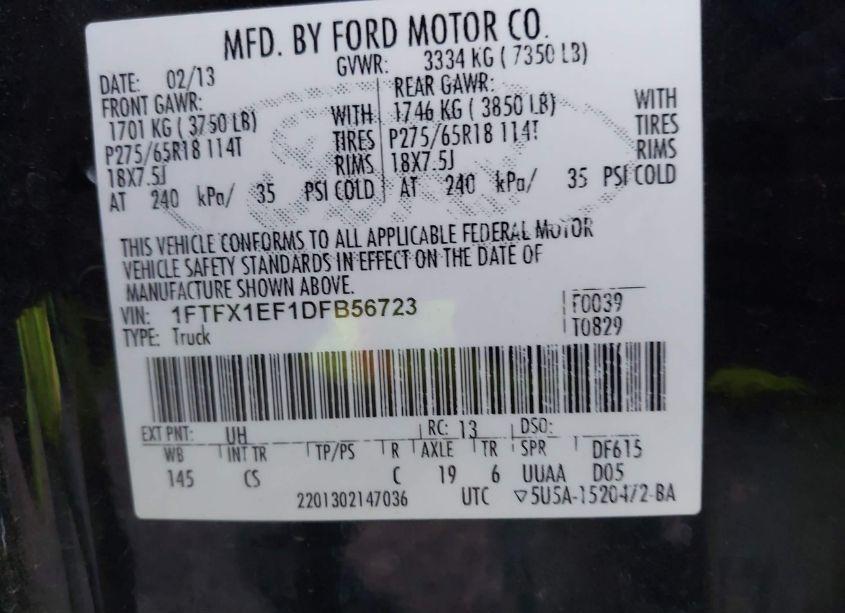 MFD. BY FORD MOTOR CO.
DATE: 02/13 GVWR: 3334 KG ( 7350 LB)
FRONT GAWR: REAR GAWR:
1701 KG ( 3750 LB) WITH 1746 KG ( 3850 LB) WITH
P275/65R18 114T TIRES P275/65R18 114T TIRES
18X7.5J RIMS 18X7.5J RIMS
AT 240 kPa/ 35 PSI COLD AT 240 kPa/ 35 PSI COLD
THIS VEHICLE CONFORMS TO ALL APPLICABLE FEDERAL MOTOR
VEHICLE SAFETY STANDARDS IN EFFECT ON THE DATE OF
MANUFACTURE SHOWN ABOVE.
VIN: 1FTFX1EF1DFB56723 F0039
TYPE: Truck T0829
EXT PNT: UH RC: 13 DSO:
WB INT TR TP/PS R AXLE TR SPR DF615
145 CS C 19 6 UUAA D05
2201302147036 UTC ▽5U5A-1520472-BA